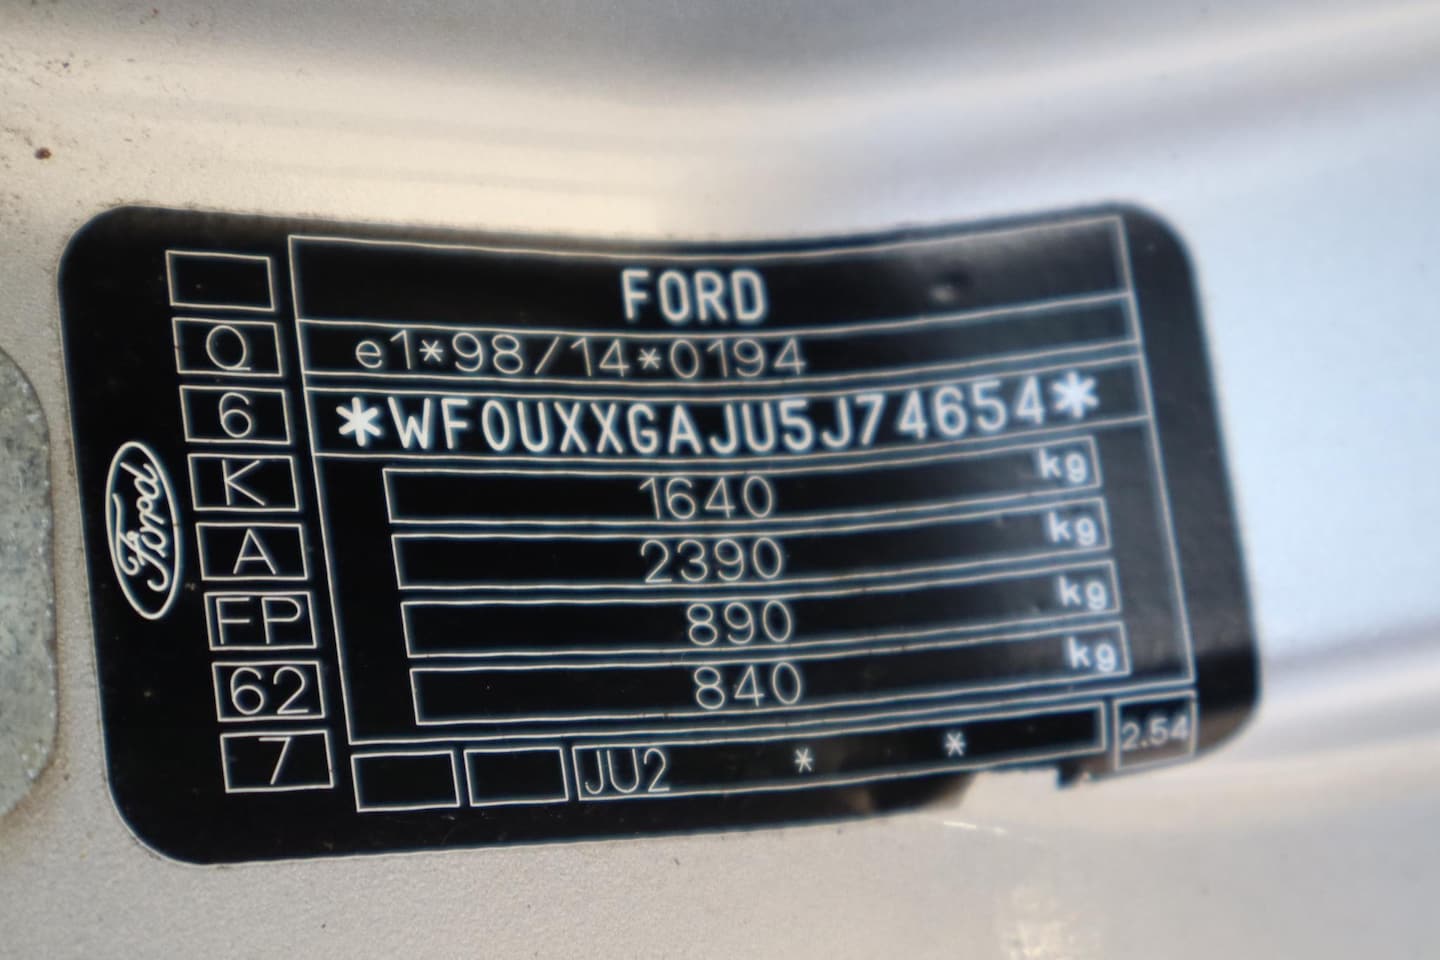 FORD
e1*98/14*0194
*WF0UXXGAJU5J74654*
1640 kg
2390 kg
890 kg
840 kg
Q
6
K
A
FP
62
7
Ford
JU2 * *
2.54